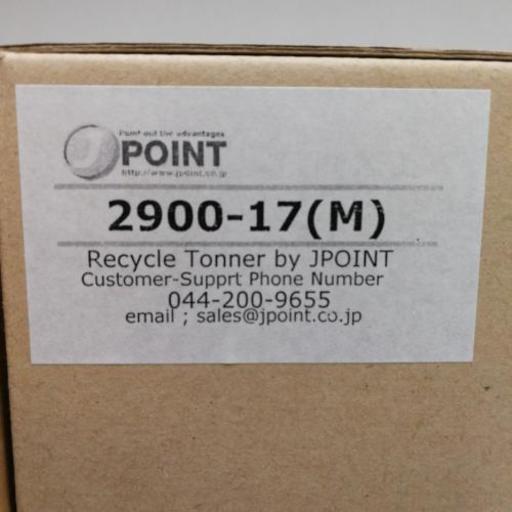 Point out the advantages
JPOINT
http://www.jpoint.co.jp
2900-17(M)
Recycle Tonner by JPOINT
Customer-Supprt Phone Number
044-200-9655
email ; sales@jpoint.co.jp